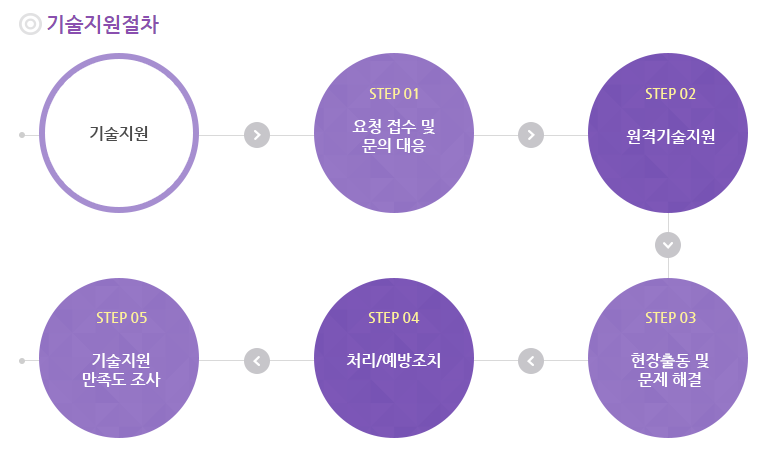 기술지원절차
기술지원
STEP 01
요청 접수 및
문의 대응
STEP 02
원격기술지원
STEP 03
현장출동 및
문제 해결
STEP 04
처리/예방조치
STEP 05
기술지원
만족도 조사